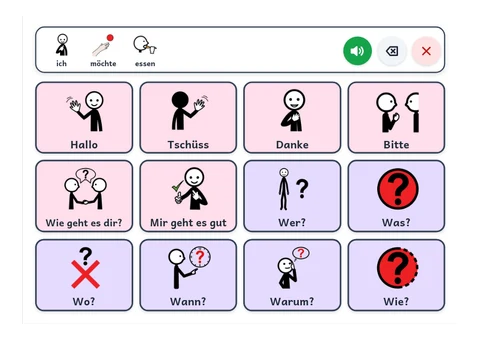 ich möchte essen
Hallo Tschüss Danke Bitte
Wie geht es dir? Mir geht es gut Wer? Was?
Wo? Wann? Warum? Wie?